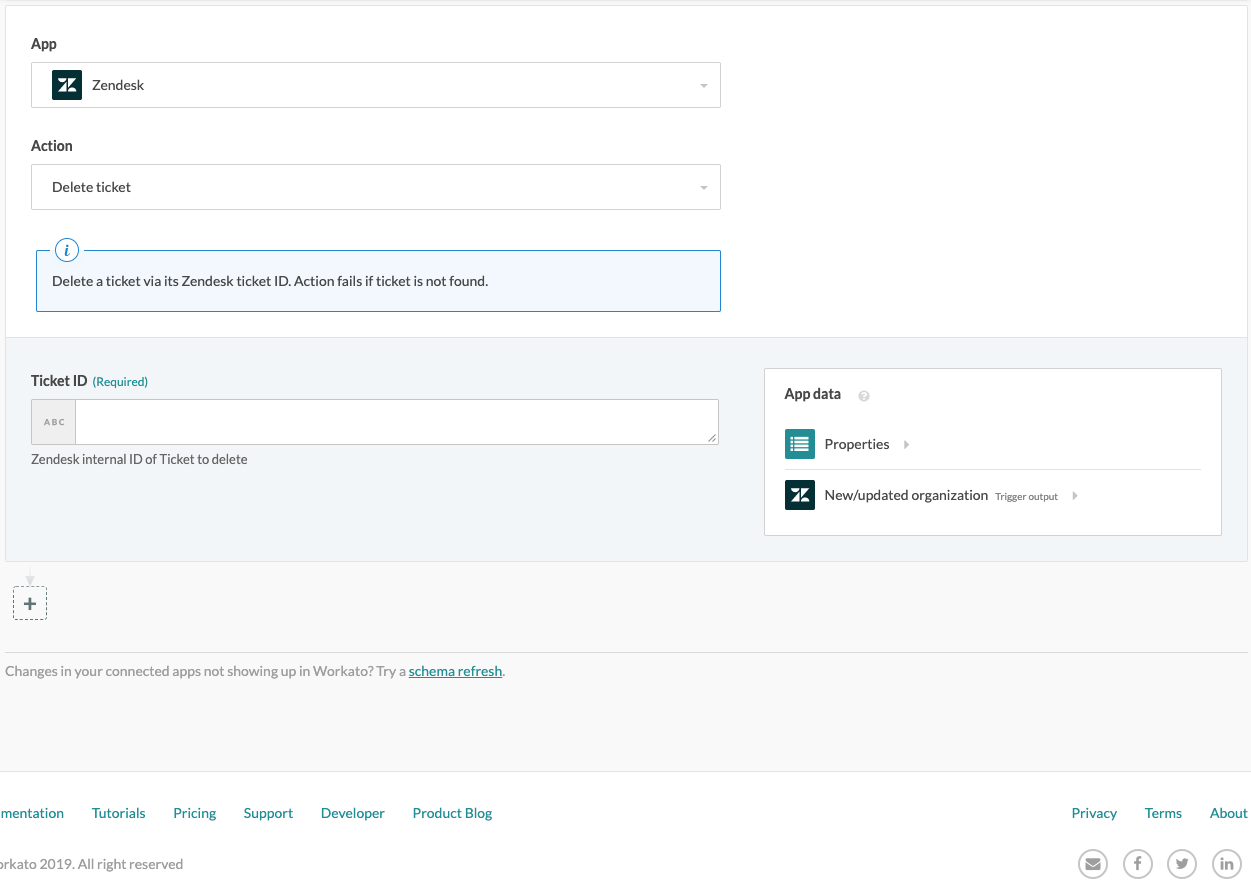 App
Zendesk
Action
Delete ticket
i
Delete a ticket via its Zendesk ticket ID. Action fails if ticket is not found.
Ticket ID (Required)
ABC
Zendesk internal ID of Ticket to delete
App data ?
Properties
New/updated organization Trigger output
+
Changes in your connected apps not showing up in Workato? Try a schema refresh.
mentation Tutorials Pricing Support Developer Product Blog Privacy Terms About
orkato 2019. All right reserved